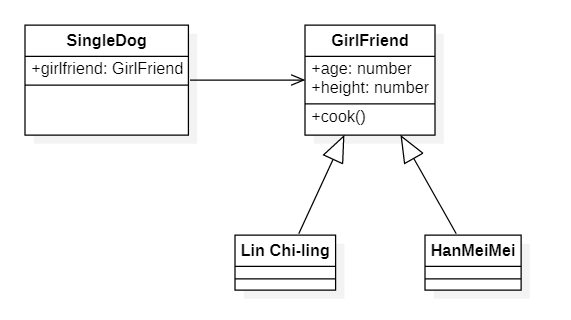 SingleDog
+girlfriend: GirlFriend
GirlFriend
+age: number
+height: number
+cook()
Lin Chi-ling
HanMeiMei